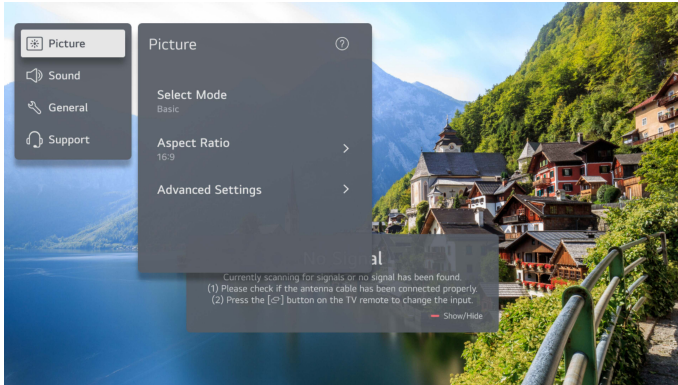 Picture
Sound
General
Support
Picture
?
Select Mode
Basic
Aspect Ratio
16:9
Advanced Settings
No Signal
Currently scanning for signals or no signal has been found.
(1) Please check if the antenna cable has been connected properly.
(2) Press the [] button on the TV remote to change the input.
Show/Hide